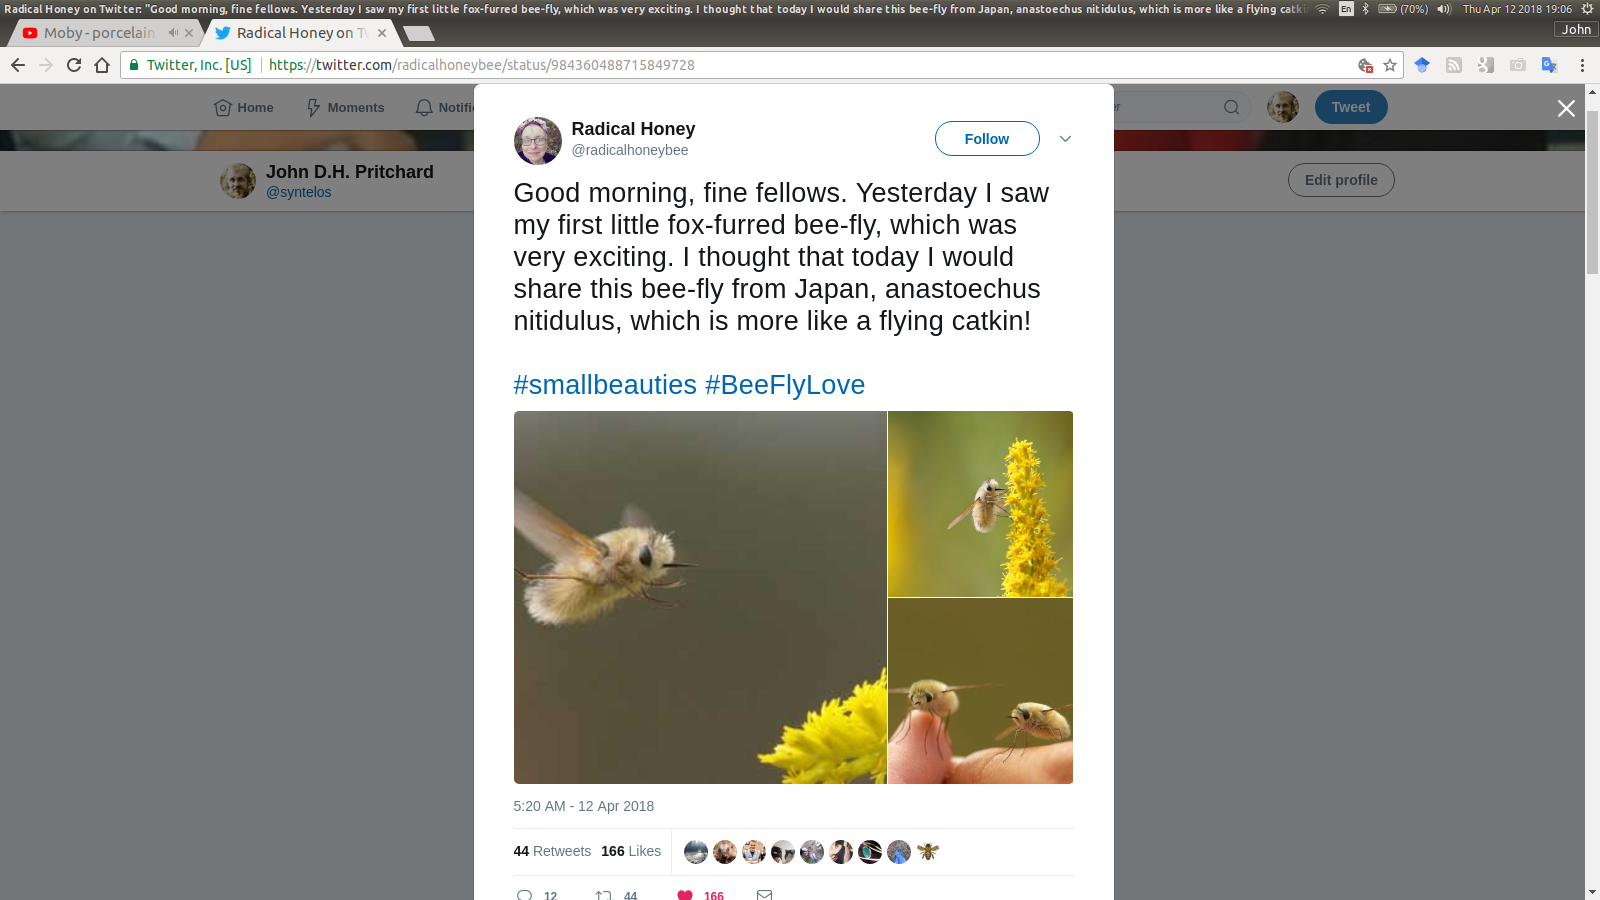 Radical Honey on Twitter: "Good morning, fine fellows. Yesterday I saw my first little fox-furred bee-fly, which was very exciting. I thought that today I would share this bee-fly from Japan, anastoechus nitidulus, which is more like a flying catki
En (70%) Thu Apr 12 2018 19:06
Moby - porcelain
Radical Honey on Tw
John
Twitter, Inc. [US] https://twitter.com/radicalhoneybee/status/984360488715849728
Home Moments Notifi
er
Tweet
John D.H. Pritchard
@syntelos
Edit profile
Radical Honey
@radicalhoneybee
Follow
Good morning, fine fellows. Yesterday I saw
my first little fox-furred bee-fly, which was
very exciting. I thought that today I would
share this bee-fly from Japan, anastoechus
nitidulus, which is more like a flying catkin!
#smallbeauties #BeeFlyLove
5:20 AM - 12 Apr 2018
44 Retweets 166 Likes
12 44 166